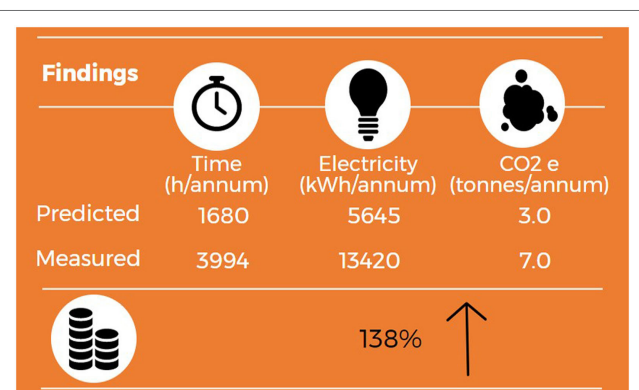 Findings
Time Electricity CO2 e
(h/annum) (kWh/annum) (tonnes/annum)
Predicted 1680 5645 3.0
Measured 3994 13420 7.0
138%